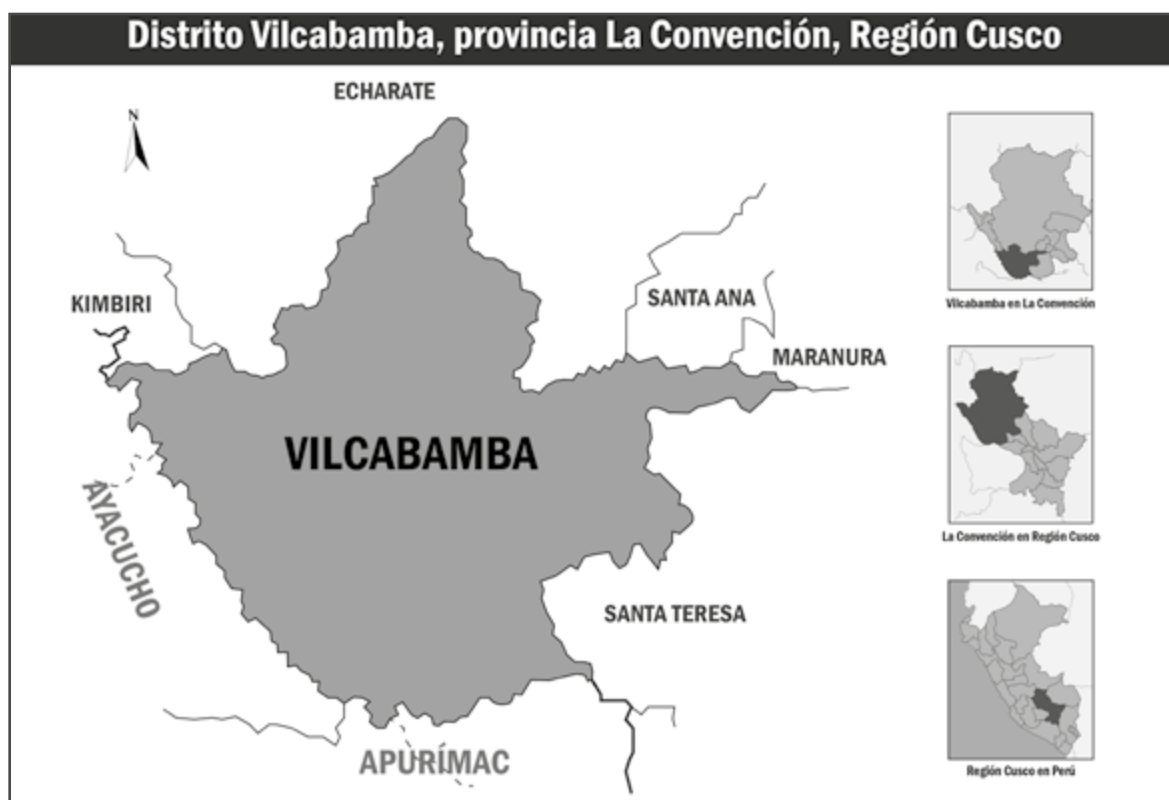 Distrito Vilcabamba, provincia La Convención, Región Cusco
ECHARATE
N
KIMBIRI
SANTA ANA
MARANURA
VILCABAMBA
AYACUCHO
SANTA TERESA
APURÍMAC
Vilcabamba en La Convención
La Convención en Región Cusco
Región Cusco en Perú